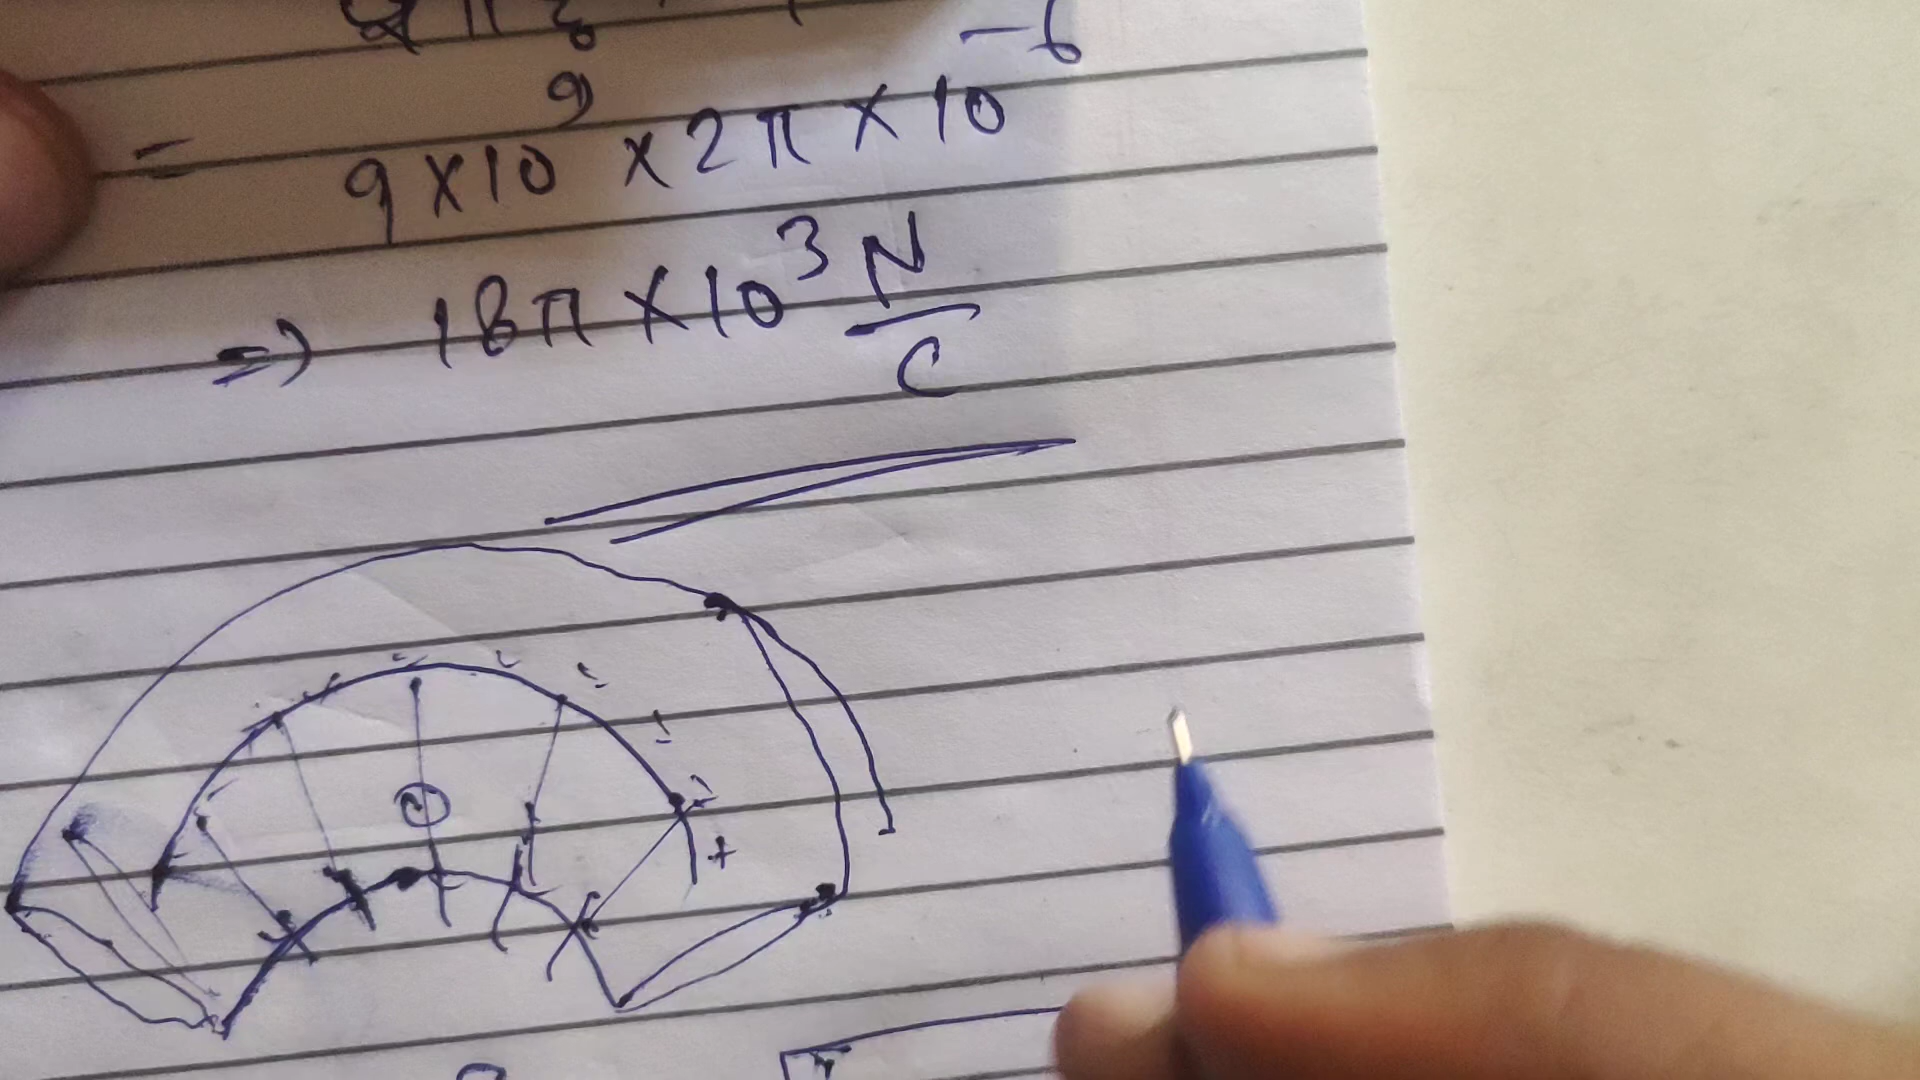 = 9 × 10⁹ × 2π × 10⁻⁶
⇒ 18π × 10³ N/C
+